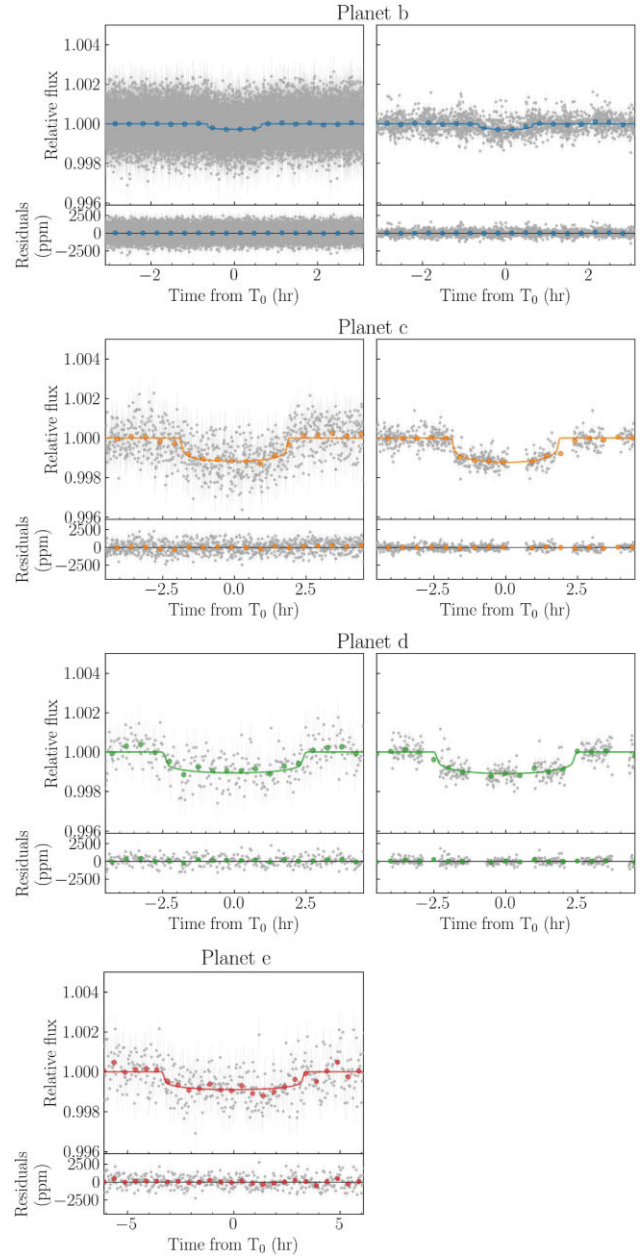 Planet b
1.004
1.002
1.000
0.998
0.996
Relative flux
2500
0
−2500
Residuals
(ppm)
−2 0 2 −2 0 2
Time from T0 (hr) Time from T0 (hr)
Planet c
1.004
1.002
1.000
0.998
0.996
Relative flux
2500
0
−2500
Residuals
(ppm)
−2.5 0.0 2.5 −2.5 0.0 2.5
Time from T0 (hr) Time from T0 (hr)
Planet d
1.004
1.002
1.000
0.998
0.996
Relative flux
2500
0
−2500
Residuals
(ppm)
−2.5 0.0 2.5 −2.5 0.0 2.5
Time from T0 (hr) Time from T0 (hr)
Planet e
1.004
1.002
1.000
0.998
0.996
Relative flux
2500
0
−2500
Residuals
(ppm)
−5 0 5
Time from T0 (hr)